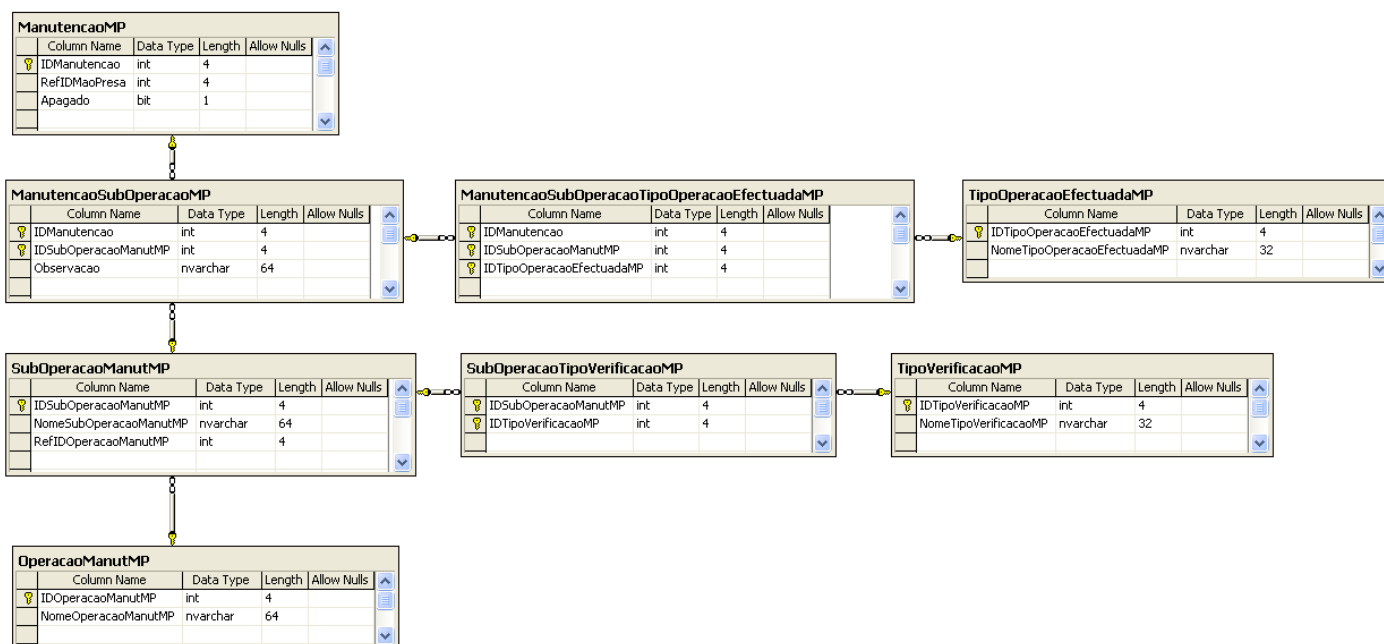 ManutencaoMP
Column Name Data Type Length Allow Nulls
IDManutencao int 4
RefIDMaoPresa int 4
Apagado bit 1
ManutencaoSubOperacaoMP
Column Name Data Type Length Allow Nulls
IDManutencao int 4
IDSubOperacaoManutMP int 4
Observacao nvarchar 64
ManutencaoSubOperacaoTipoOperacaoEfectuadaMP
Column Name Data Type Length Allow Nulls
IDManutencao int 4
IDSubOperacaoManutMP int 4
IDTipoOperacaoEfectuadaMP int 4
TipoOperacaoEfectuadaMP
Column Name Data Type Length Allow Nulls
IDTipoOperacaoEfectuadaMP int 4
NomeTipoOperacaoEfectuadaMP nvarchar 32
SubOperacaoManutMP
Column Name Data Type Length Allow Nulls
IDSubOperacaoManutMP int 4
NomeSubOperacaoManutMP nvarchar 64
RefIDOperacaoManutMP int 4
SubOperacaoTipoVerificacaoMP
Column Name Data Type Length Allow Nulls
IDSubOperacaoManutMP int 4
IDTipoVerificacaoMP int 4
TipoVerificacaoMP
Column Name Data Type Length Allow Nulls
IDTipoVerificacaoMP int 4
NomeTipoVerificacaoMP nvarchar 32
OperacaoManutMP
Column Name Data Type Length Allow Nulls
IDOperacaoManutMP int 4
NomeOperacaoManutMP nvarchar 64